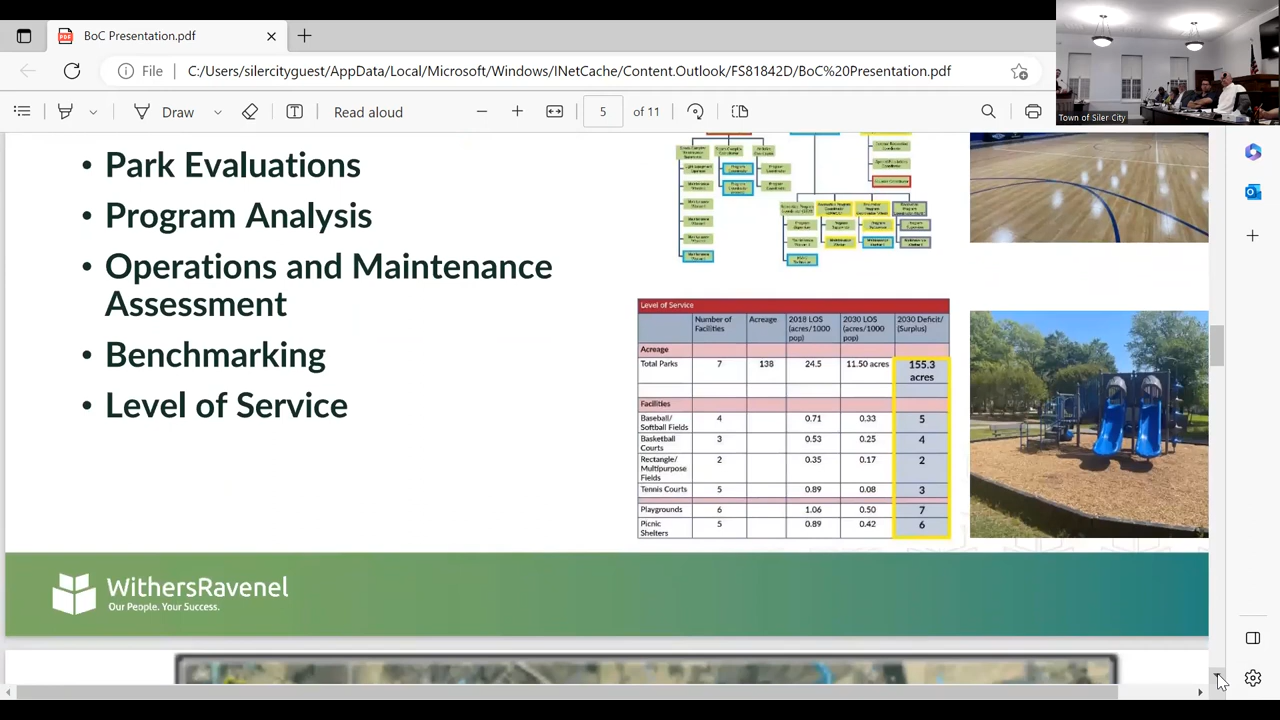 BoC Presentation.pdf
File
C:/Users/silercityguest/AppData/Local/Microsoft/Windows/INetCache/Content.Outlook/FS81842D/BoC%20Presentation.pdf
Draw
Read aloud
5 of 11
Town of Siler City
• Park Evaluations
• Program Analysis
• Operations and Maintenance
Assessment
• Benchmarking
• Level of Service
Level of Service
Number of Facilities Acreage 2018 LOS (acres/1000 pop) 2030 LOS (acres/1000 pop) 2030 Deficit/ (Surplus)
Acreage
Total Parks 7 138 24.5 11.50 acres 155.3 acres
Facilities
Baseball/ Softball Fields 4 0.71 0.33 5
Basketball Courts 3 0.53 0.25 4
Rectangle/ Multipurpose Fields 2 0.35 0.17 2
Tennis Courts 5 0.89 0.08 3
Playgrounds 6 1.06 0.50 7
Picnic Shelters 5 0.89 0.42 6
WithersRavenel
Our People. Your Success.